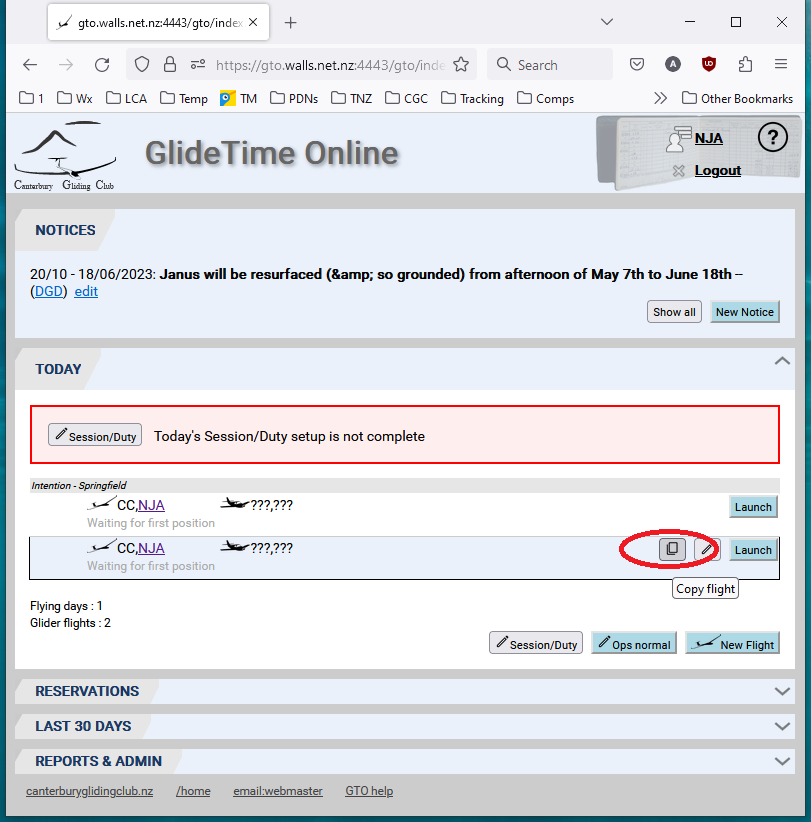 gto.walls.net.nz:4443/gto/index
https://gto.walls.net.nz:4443/gto/inde
Search
1 Wx LCA Temp TM PDNs TNZ CGC Tracking Comps Other Bookmarks
GlideTime Online
Canterbury Gliding Club
NJA
?
Logout
NOTICES
20/10 - 18/06/2023: Janus will be resurfaced (&amp; so grounded) from afternoon of May 7th to June 18th --
(DGD) edit
Show all New Notice
TODAY
Session/Duty Today's Session/Duty setup is not complete
Intention - Springfield
CC,NJA ???,??? Launch
Waiting for first position
CC,NJA ???,??? Launch
Waiting for first position
Copy flight
Flying days : 1
Glider flights : 2
Session/Duty Ops normal New Flight
RESERVATIONS
LAST 30 DAYS
REPORTS & ADMIN
canterburyglidingclub.nz /home email:webmaster GTO help